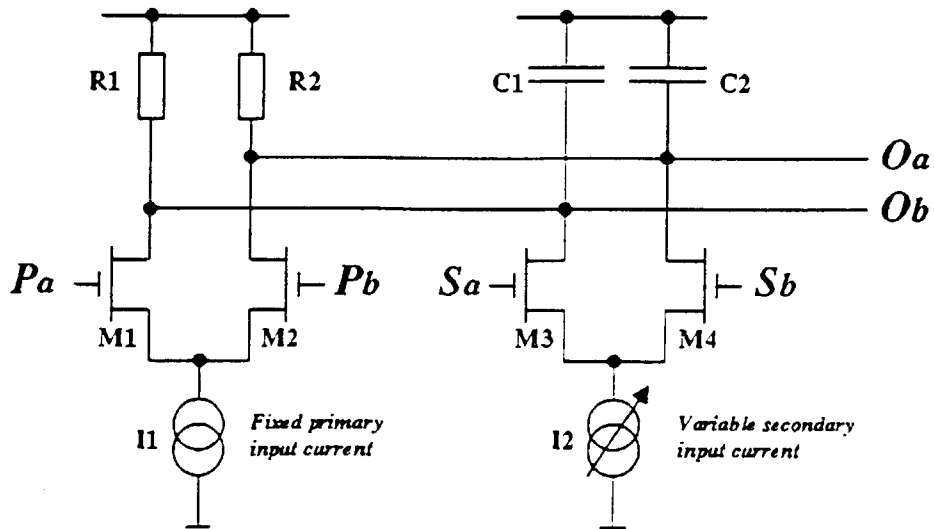 R1 R2 C1 C2
Oa
Ob
Pa Pb Sa Sb
M1 M2 M3 M4
I1 Fixed primary input current
I2 Variable secondary input current